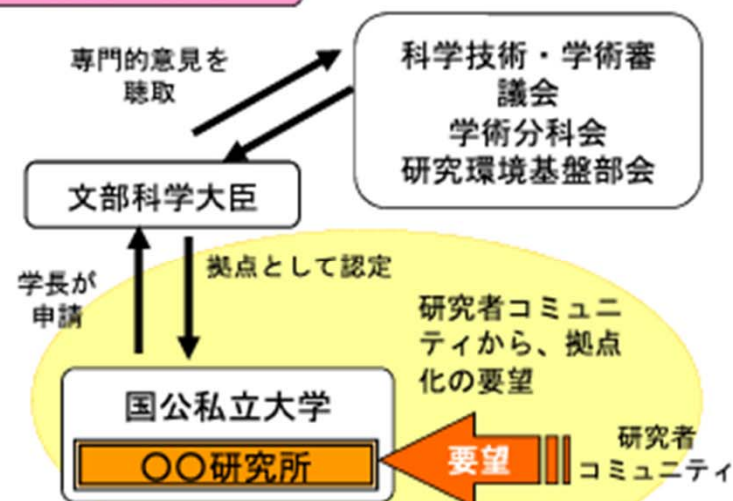 専門的意見を
聴取
科学技術・学術審
議会
学術分科会
研究環境基盤部会
文部科学大臣
学長が
申請
拠点として認定
研究者コミュニ
ティから、拠点
化の要望
国公私立大学
〇〇研究所
要望
研究者
コミュニティ